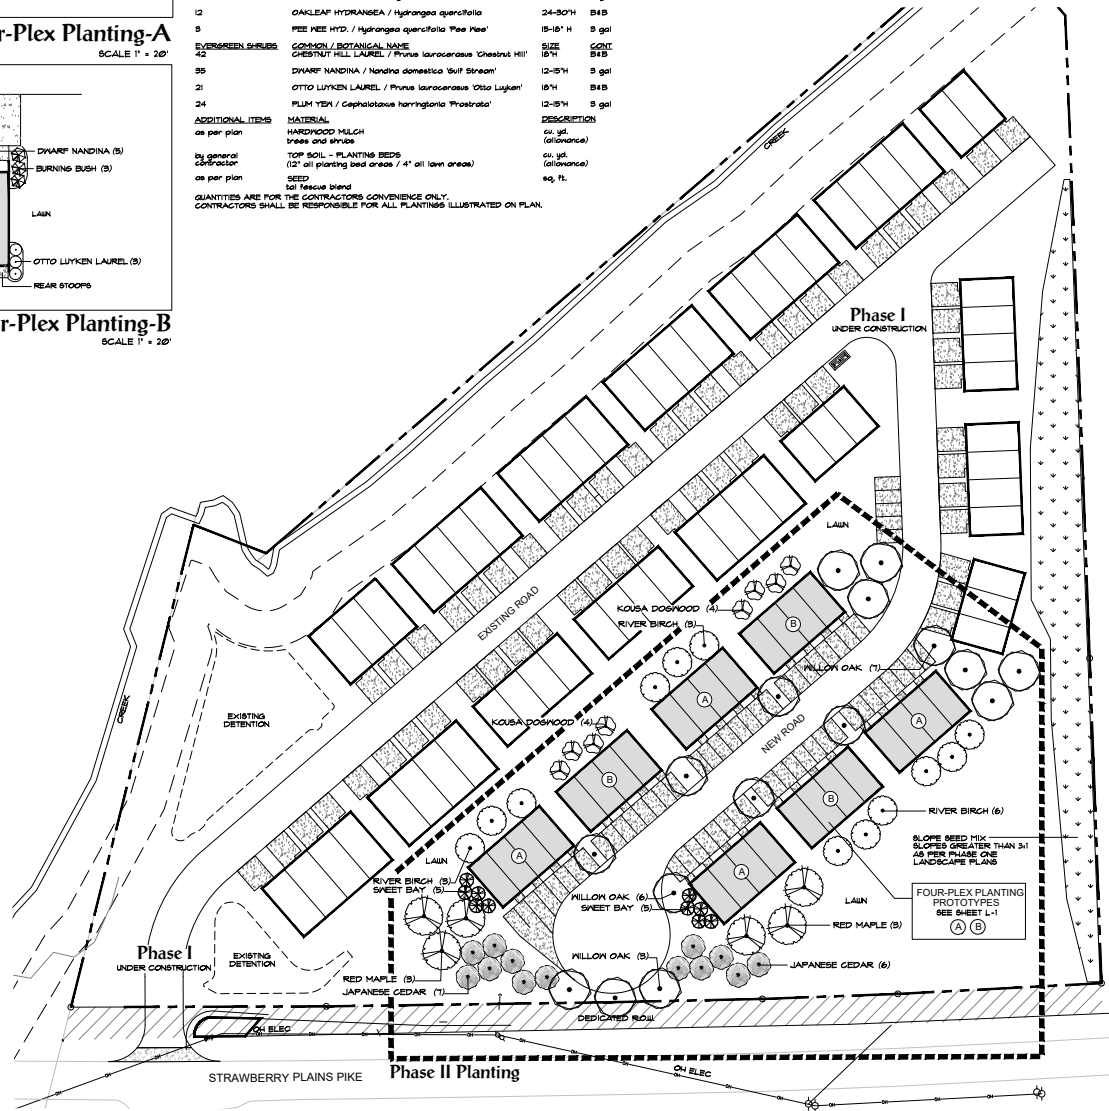 r-Plex Planting-A
SCALE 1" = 20'
DWARF NANDINA (5)
BURNING BUSH (3)
LAWN
OTTO LUYKEN LAUREL (3)
REAR STOOPS
r-Plex Planting-B
SCALE 1" = 20'
12 OAKLEAF HYDRANGEA / Hydrangea quercifolia 24-30"H B&B
9 PEE WEE HYD. / Hydrangea quercifolia 'Pee Wee' 15-18" H 3 gal
EVERGREEN SHRUBS COMMON / BOTANICAL NAME SIZE CONT
42 CHESTNUT HILL LAUREL / Prunus laurocerasus 'Chestnut Hill' 18"H B&B
35 DWARF NANDINA / Nandina domestica 'Gulf Stream' 12-15"H 3 gal
21 OTTO LUYKEN LAUREL / Prunus laurocerasus 'Otto Luyken' 18"H B&B
24 PLUM YEW / Cephalotaxus harringtonia 'Prostrata' 12-15"H 3 gal
ADDITIONAL ITEMS MATERIAL DESCRIPTION
as per plan HARDWOOD MULCH cu. yd.
trees and shrubs (allowance)
by general TOP SOIL - PLANTING BEDS cu. yd.
contractor (12" all planting bed areas / 4" all lawn areas) (allowance)
as per plan SEED sq. ft.
tal fescue blend
QUANTITIES ARE FOR THE CONTRACTORS CONVENIENCE ONLY.
CONTRACTORS SHALL BE RESPONSIBLE FOR ALL PLANTINGS ILLUSTRATED ON PLAN.
CREEK
Phase I
UNDER CONSTRUCTION
LAWN
EXISTING ROAD
KOUSA DOGWOOD (4)
RIVER BIRCH (3)
B
WILLOW OAK (7)
CREEK
EXISTING
DETENTION
A
KOUSA DOGWOOD (4)
NEW ROAD
A
B
B
RIVER BIRCH (6)
SLOPE SEED MIX
SLOPES GREATER THAN 3:1
AS PER PHASE ONE
LANDSCAPE PLANS
LAWN
A
A
RIVER BIRCH (3)
SWEET BAY (5)
WILLOW OAK (6)
SWEET BAY (5)
LAWN
FOUR-PLEX PLANTING
PROTOTYPES
SEE SHEET L-1
A B
RED MAPLE (3)
Phase I
UNDER CONSTRUCTION
EXISTING
DETENTION
WILLOW OAK (3)
JAPANESE CEDAR (6)
RED MAPLE (3)
JAPANESE CEDAR (7)
DEDICATED R.O.W.
OH ELEC
STRAWBERRY PLAINS PIKE
Phase II Planting
OH ELEC